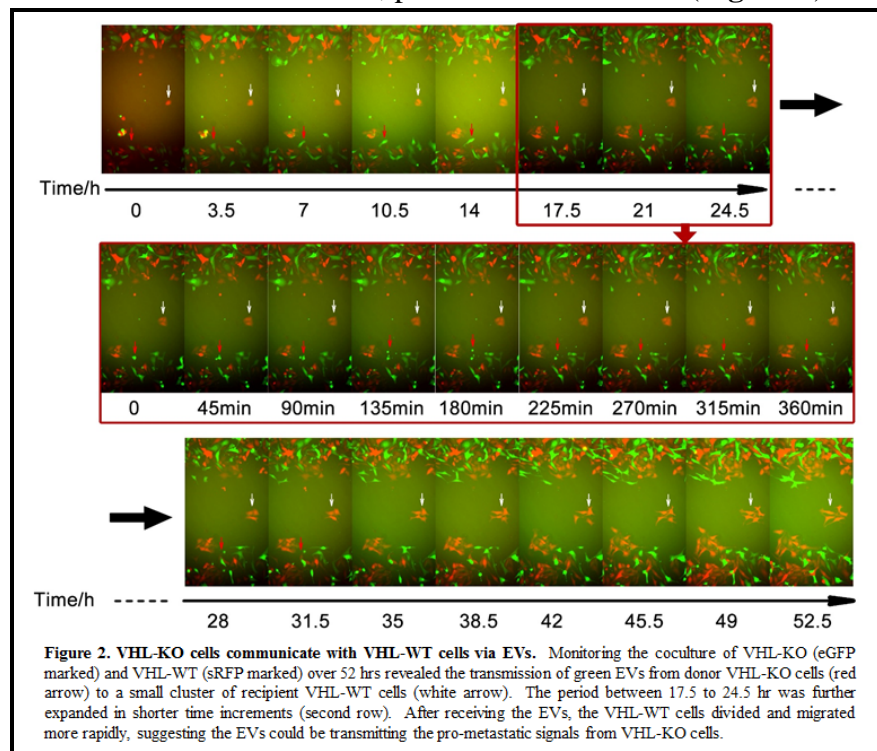 Time/h
0 3.5 7 10.5 14 17.5 21 24.5
0 45min 90min 135min 180min 225min 270min 315min 360min
Time/h
28 31.5 35 38.5 42 45.5 49 52.5
Figure 2. VHL-KO cells communicate with VHL-WT cells via EVs. Monitoring the coculture of VHL-KO (eGFP
marked) and VHL-WT (sRFP marked) over 52 hrs revealed the transmission of green EVs from donor VHL-KO cells (red
arrow) to a small cluster of recipient VHL-WT cells (white arrow). The period between 17.5 to 24.5 hr was further
expanded in shorter time increments (second row). After receiving the EVs, the VHL-WT cells divided and migrated
more rapidly, suggesting the EVs could be transmitting the pro-metastatic signals from VHL-KO cells.